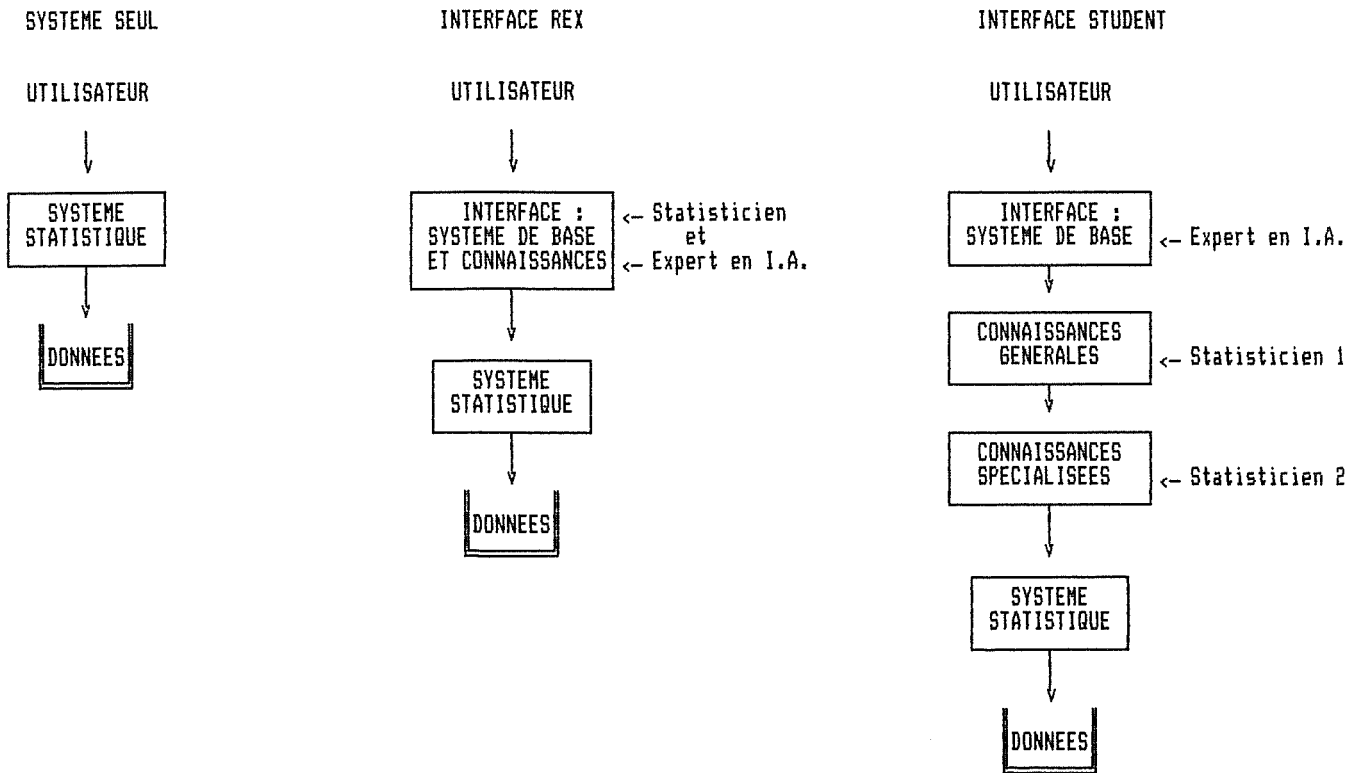 SYSTEME SEUL
UTILISATEUR
SYSTEME
STATISTIQUE
DONNEES
INTERFACE REX
UTILISATEUR
INTERFACE :
SYSTEME DE BASE
ET CONNAISSANCES
<- Statisticien
et
<- Expert en I.A.
SYSTEME
STATISTIQUE
DONNEES
INTERFACE STUDENT
UTILISATEUR
INTERFACE :
SYSTEME DE BASE
<- Expert en I.A.
CONNAISSANCES
GENERALES
<- Statisticien 1
CONNAISSANCES
SPECIALISEES
<- Statisticien 2
SYSTEME
STATISTIQUE
DONNEES